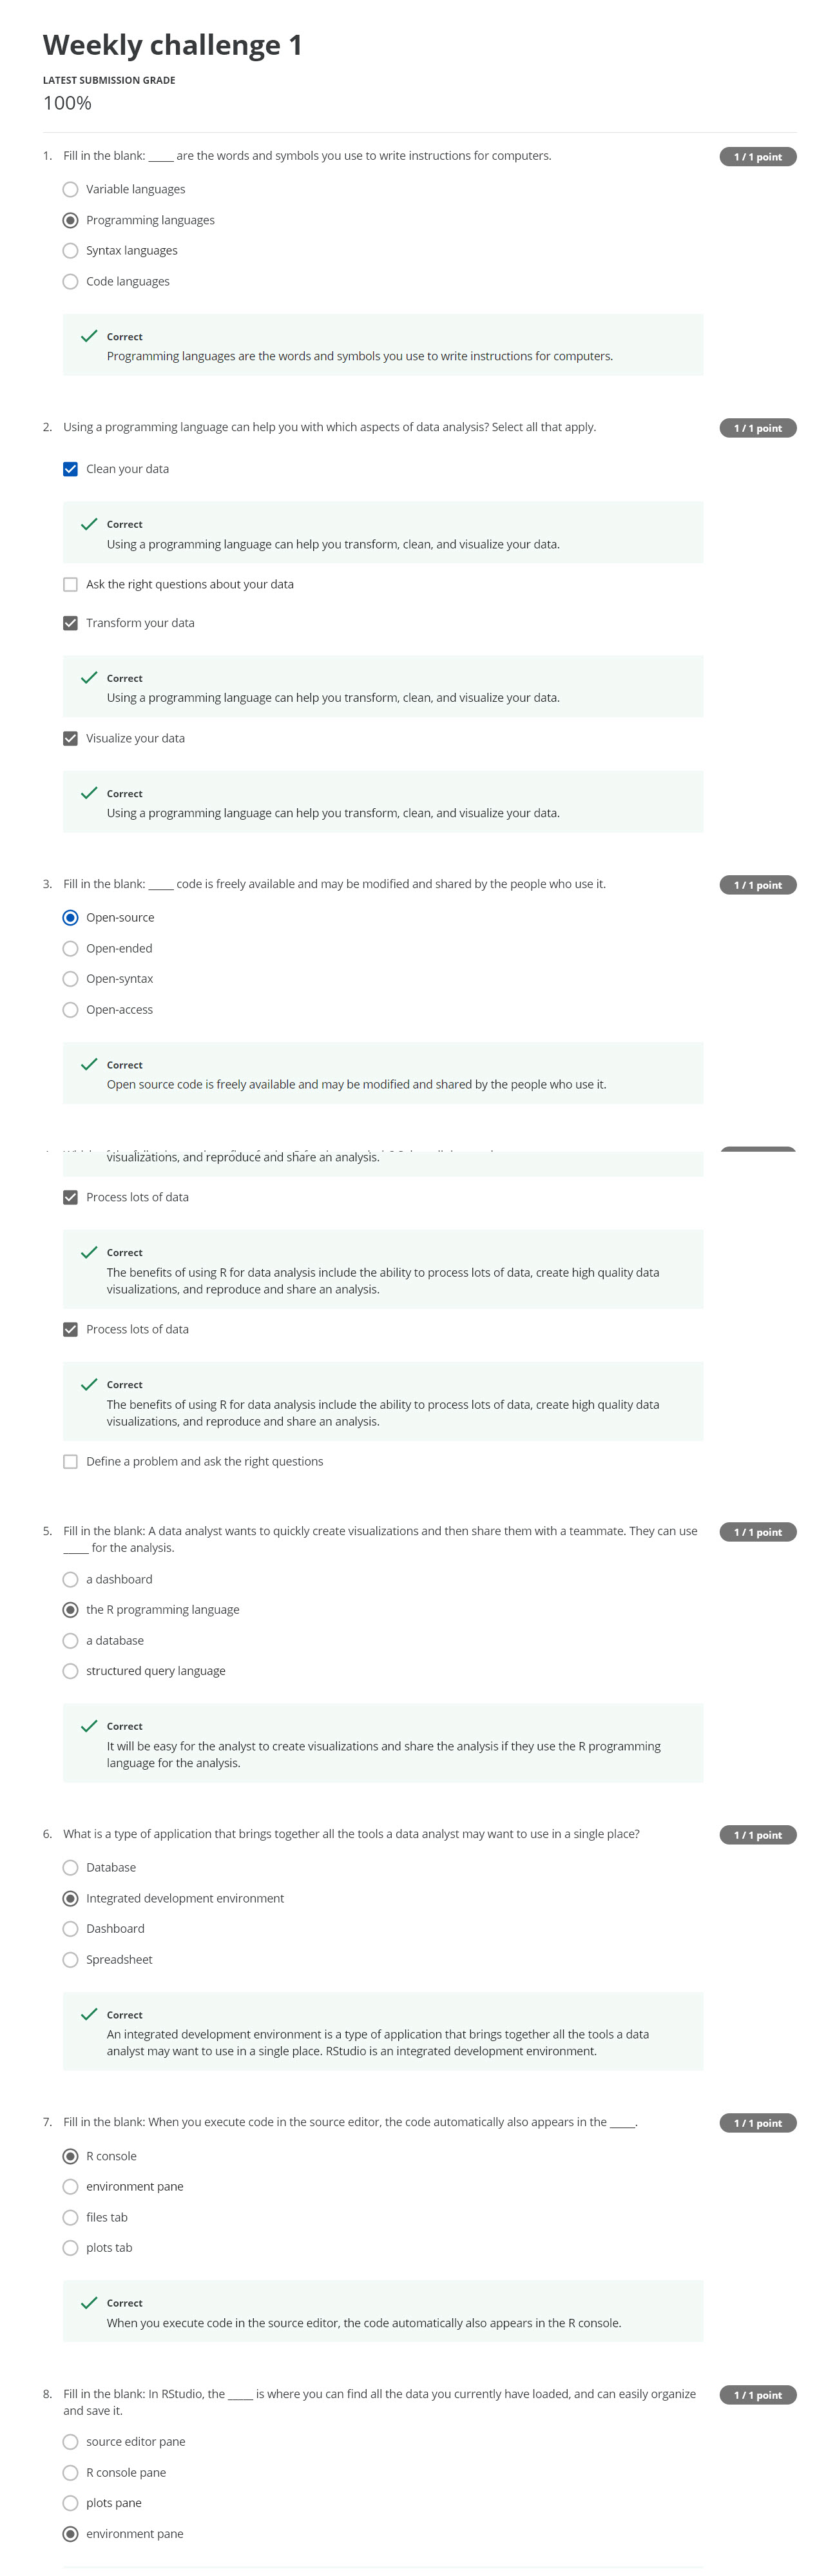 Weekly challenge 1
LATEST SUBMISSION GRADE
100%
1. Fill in the blank: _____ are the words and symbols you use to write instructions for computers.
1 / 1 point
Variable languages
Programming languages
Syntax languages
Code languages
Correct
Programming languages are the words and symbols you use to write instructions for computers.
2. Using a programming language can help you with which aspects of data analysis? Select all that apply.
1 / 1 point
Clean your data
Correct
Using a programming language can help you transform, clean, and visualize your data.
Ask the right questions about your data
Transform your data
Correct
Using a programming language can help you transform, clean, and visualize your data.
Visualize your data
Correct
Using a programming language can help you transform, clean, and visualize your data.
3. Fill in the blank: _____ code is freely available and may be modified and shared by the people who use it.
1 / 1 point
Open-source
Open-ended
Open-syntax
Open-access
Correct
Open source code is freely available and may be modified and shared by the people who use it.
visualizations, and reproduce and share an analysis.
Process lots of data
Correct
The benefits of using R for data analysis include the ability to process lots of data, create high quality data
visualizations, and reproduce and share an analysis.
Process lots of data
Correct
The benefits of using R for data analysis include the ability to process lots of data, create high quality data
visualizations, and reproduce and share an analysis.
Define a problem and ask the right questions
5. Fill in the blank: A data analyst wants to quickly create visualizations and then share them with a teammate. They can use
_____ for the analysis.
1 / 1 point
a dashboard
the R programming language
a database
structured query language
Correct
It will be easy for the analyst to create visualizations and share the analysis if they use the R programming
language for the analysis.
6. What is a type of application that brings together all the tools a data analyst may want to use in a single place?
1 / 1 point
Database
Integrated development environment
Dashboard
Spreadsheet
Correct
An integrated development environment is a type of application that brings together all the tools a data
analyst may want to use in a single place. RStudio is an integrated development environment.
7. Fill in the blank: When you execute code in the source editor, the code automatically also appears in the _____.
1 / 1 point
R console
environment pane
files tab
plots tab
Correct
When you execute code in the source editor, the code automatically also appears in the R console.
8. Fill in the blank: In RStudio, the _____ is where you can find all the data you currently have loaded, and can easily organize
and save it.
1 / 1 point
source editor pane
R console pane
plots pane
environment pane